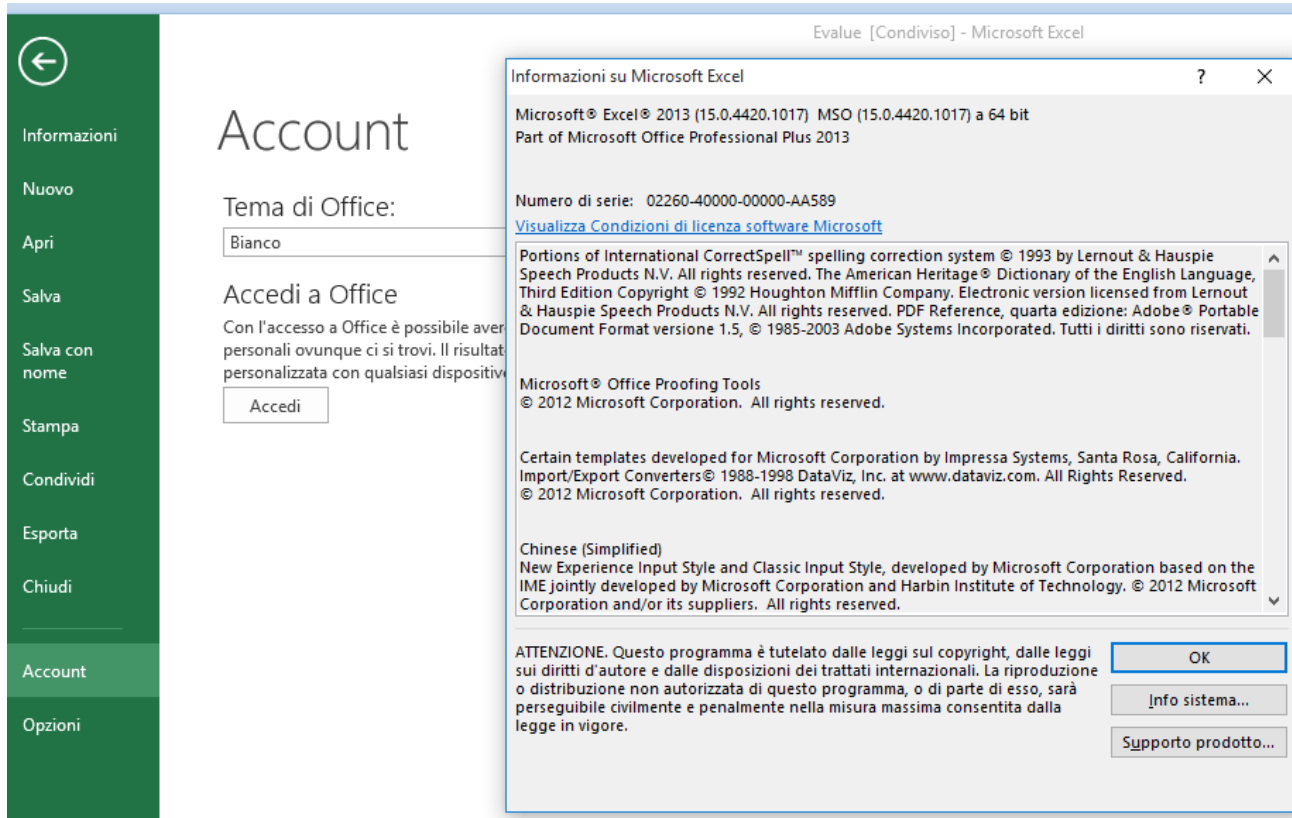 Evalue [Condiviso] - Microsoft Excel
Informazioni
Nuovo
Apri
Salva
Salva con
nome
Stampa
Condividi
Esporta
Chiudi
Account
Opzioni
Account
Tema di Office:
Bianco
Accedi a Office
Con l'accesso a Office è possibile aver
personali ovunque ci si trovi. Il risultat
personalizzata con qualsiasi dispositiv
Accedi
Informazioni su Microsoft Excel
Microsoft® Excel® 2013 (15.0.4420.1017) MSO (15.0.4420.1017) a 64 bit
Part of Microsoft Office Professional Plus 2013
Numero di serie: 02260-40000-00000-AA589
Visualizza Condizioni di licenza software Microsoft
Portions of International CorrectSpell™ spelling correction system © 1993 by Lernout & Hauspie
Speech Products N.V. All rights reserved. The American Heritage® Dictionary of the English Language,
Third Edition Copyright © 1992 Houghton Mifflin Company. Electronic version licensed from Lernout
& Hauspie Speech Products N.V. All rights reserved. PDF Reference, quarta edizione: Adobe® Portable
Document Format versione 1.5, © 1985-2003 Adobe Systems Incorporated. Tutti i diritti sono riservati.
Microsoft® Office Proofing Tools
© 2012 Microsoft Corporation. All rights reserved.
Certain templates developed for Microsoft Corporation by Impressa Systems, Santa Rosa, California.
Import/Export Converters© 1988-1998 DataViz, Inc. at www.dataviz.com. All Rights Reserved.
© 2012 Microsoft Corporation. All rights reserved.
Chinese (Simplified)
New Experience Input Style and Classic Input Style, developed by Microsoft Corporation based on the
IME jointly developed by Microsoft Corporation and Harbin Institute of Technology. © 2012 Microsoft
Corporation and/or its suppliers. All rights reserved.
ATTENZIONE. Questo programma è tutelato dalle leggi sul copyright, dalle leggi
sui diritti d'autore e dalle disposizioni dei trattati internazionali. La riproduzione
o distribuzione non autorizzata di questo programma, o di parte di esso, sarà
perseguibile civilmente e penalmente nella misura massima consentita dalla
legge in vigore.
OK
Info sistema...
Supporto prodotto...